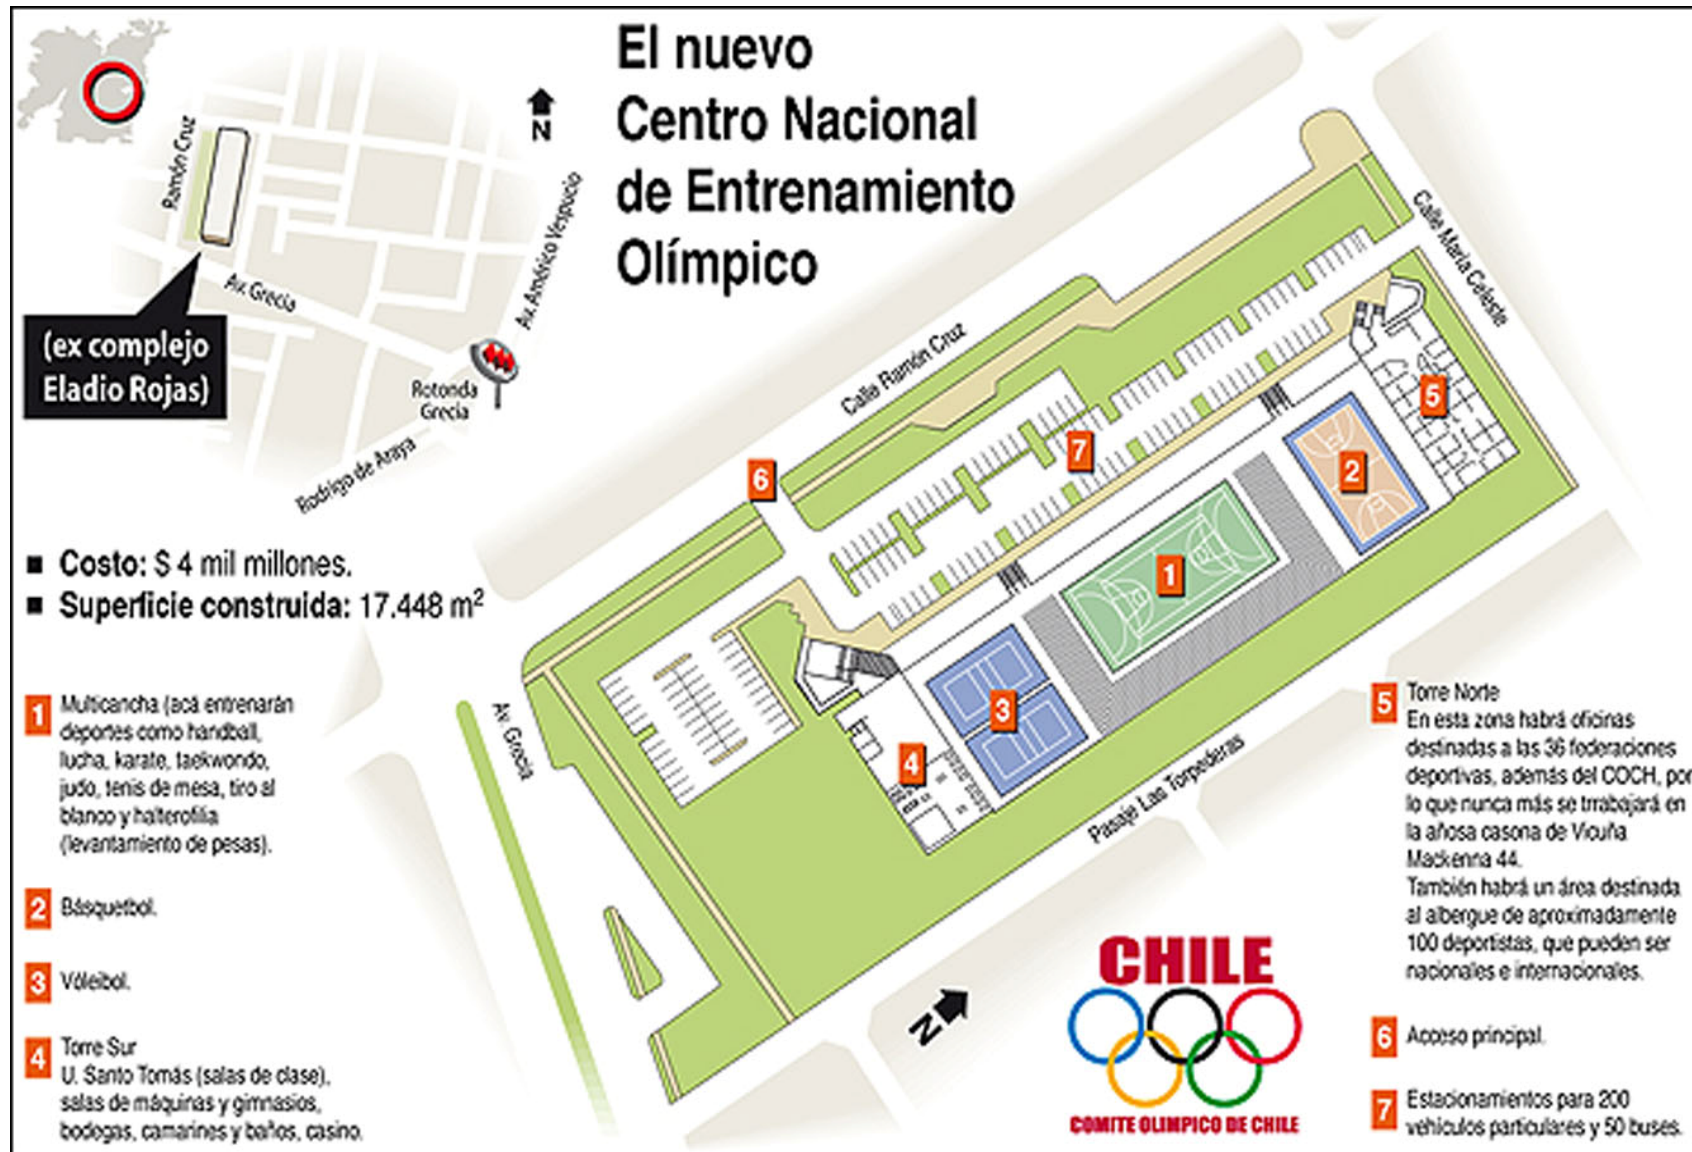 El nuevo
Centro Nacional
de Entrenamiento
Olímpico
N
Ramón Cruz
Av. Grecia
Av. Américo Vespucio
(ex complejo
Eladio Rojas)
Rotonda
Grecia
Rodrigo de Araya
■ Costo: $ 4 mil millones.
■ Superficie construida: 17.448 m²
Calle Ramón Cruz
Calle María Celeste
Av. Grecia
Pasaje Las Torpederas
6
7
5
2
1
3
4
N
1 Multicancha (acá entrenarán
deportes como handball,
lucha, karate, taekwondo,
judo, tenis de mesa, tiro al
blanco y halterofilia
(levantamiento de pesas).
2 Básquetbol.
3 Vóleibol.
4 Torre Sur
U. Santo Tomás (salas de clase),
salas de máquinas y gimnasios,
bodegas, camarines y baños, casino.
5 Torre Norte
En esta zona habrá oficinas
destinadas a las 36 federaciones
deportivas, además del COCH, por
lo que nunca más se trrabajará en
la añosa casona de Vicuña
Mackenna 44.
También habrá un área destinada
al albergue de aproximadamente
100 deportistas, que pueden ser
nacionales e internacionales.
6 Acceso principal.
7 Estacionamientos para 200
vehículos particulares y 50 buses.
CHILE
COMITE OLIMPICO DE CHILE